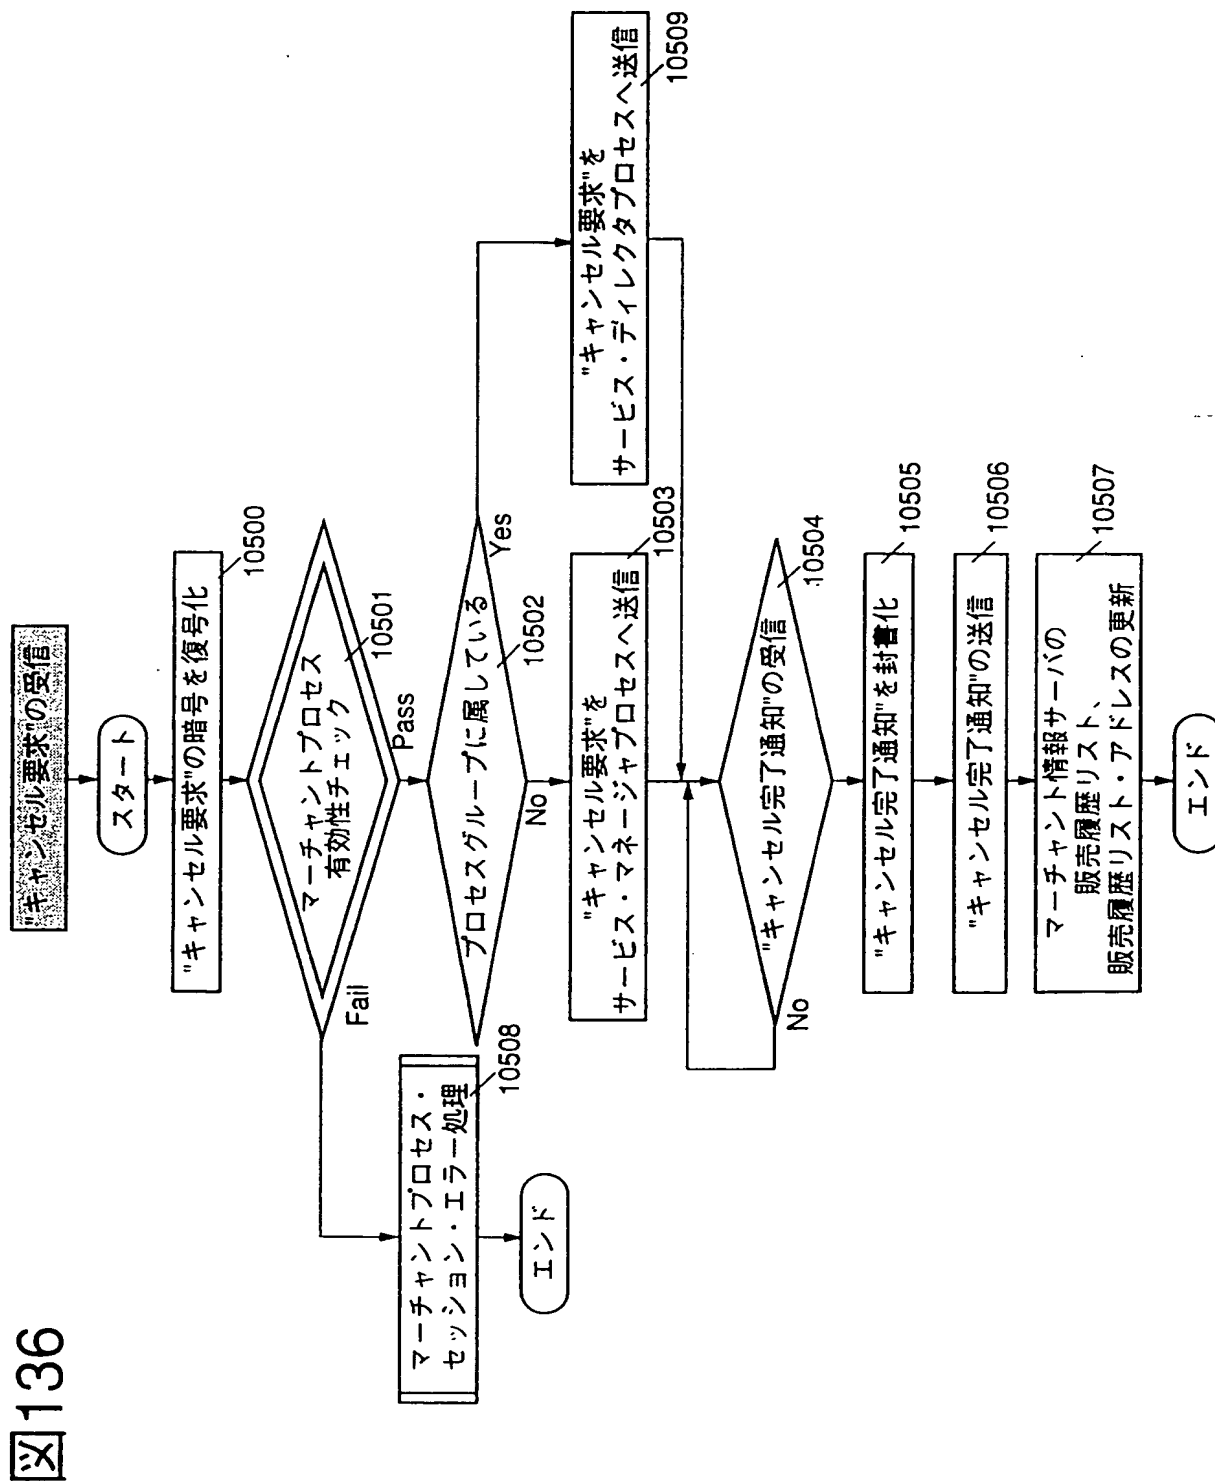 図136
"キャンセル要求"の受信
スタート
"キャンセル要求"の暗号を復号化
10500
マーチャントプロセス
有効性チェック
10501
Fail
Pass
マーチャントプロセス・
セッション・エラー処理
10508
エンド
プロセスグループに属している
10502
Yes
No
"キャンセル要求"を
サービス・マネージャプロセスへ送信
10503
"キャンセル要求"を
サービス・ディレクタプロセスへ送信
10509
"キャンセル完了通知"の受信
10504
No
"キャンセル完了通知"を封書化
10505
"キャンセル完了通知"の送信
10506
マーチャント情報サーバの
販売履歴リスト、
販売履歴リスト・アドレスの更新
10507
エンド